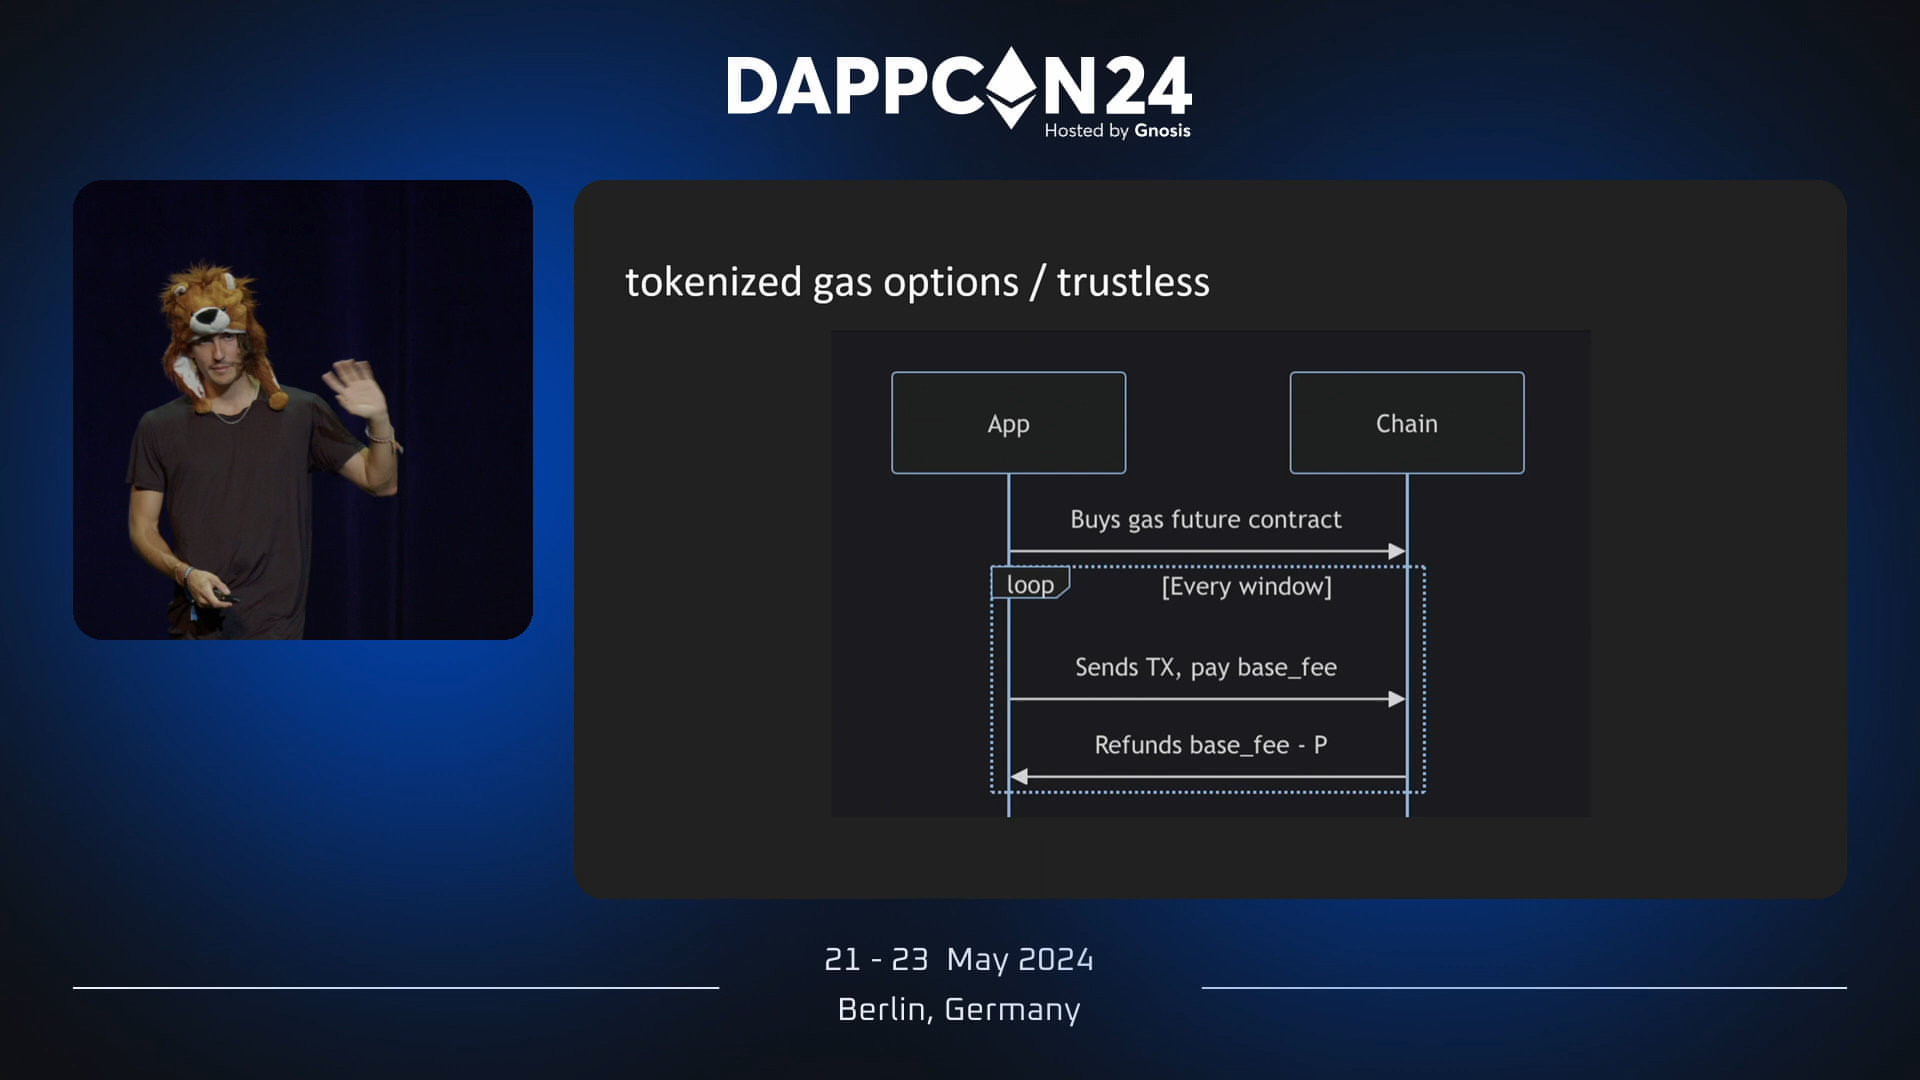 DAPPCON24
Hosted by Gnosis
tokenized gas options / trustless
App
Chain
Buys gas future contract
loop
[Every window]
Sends TX, pay base_fee
Refunds base_fee - P
21 - 23 May 2024
Berlin, Germany